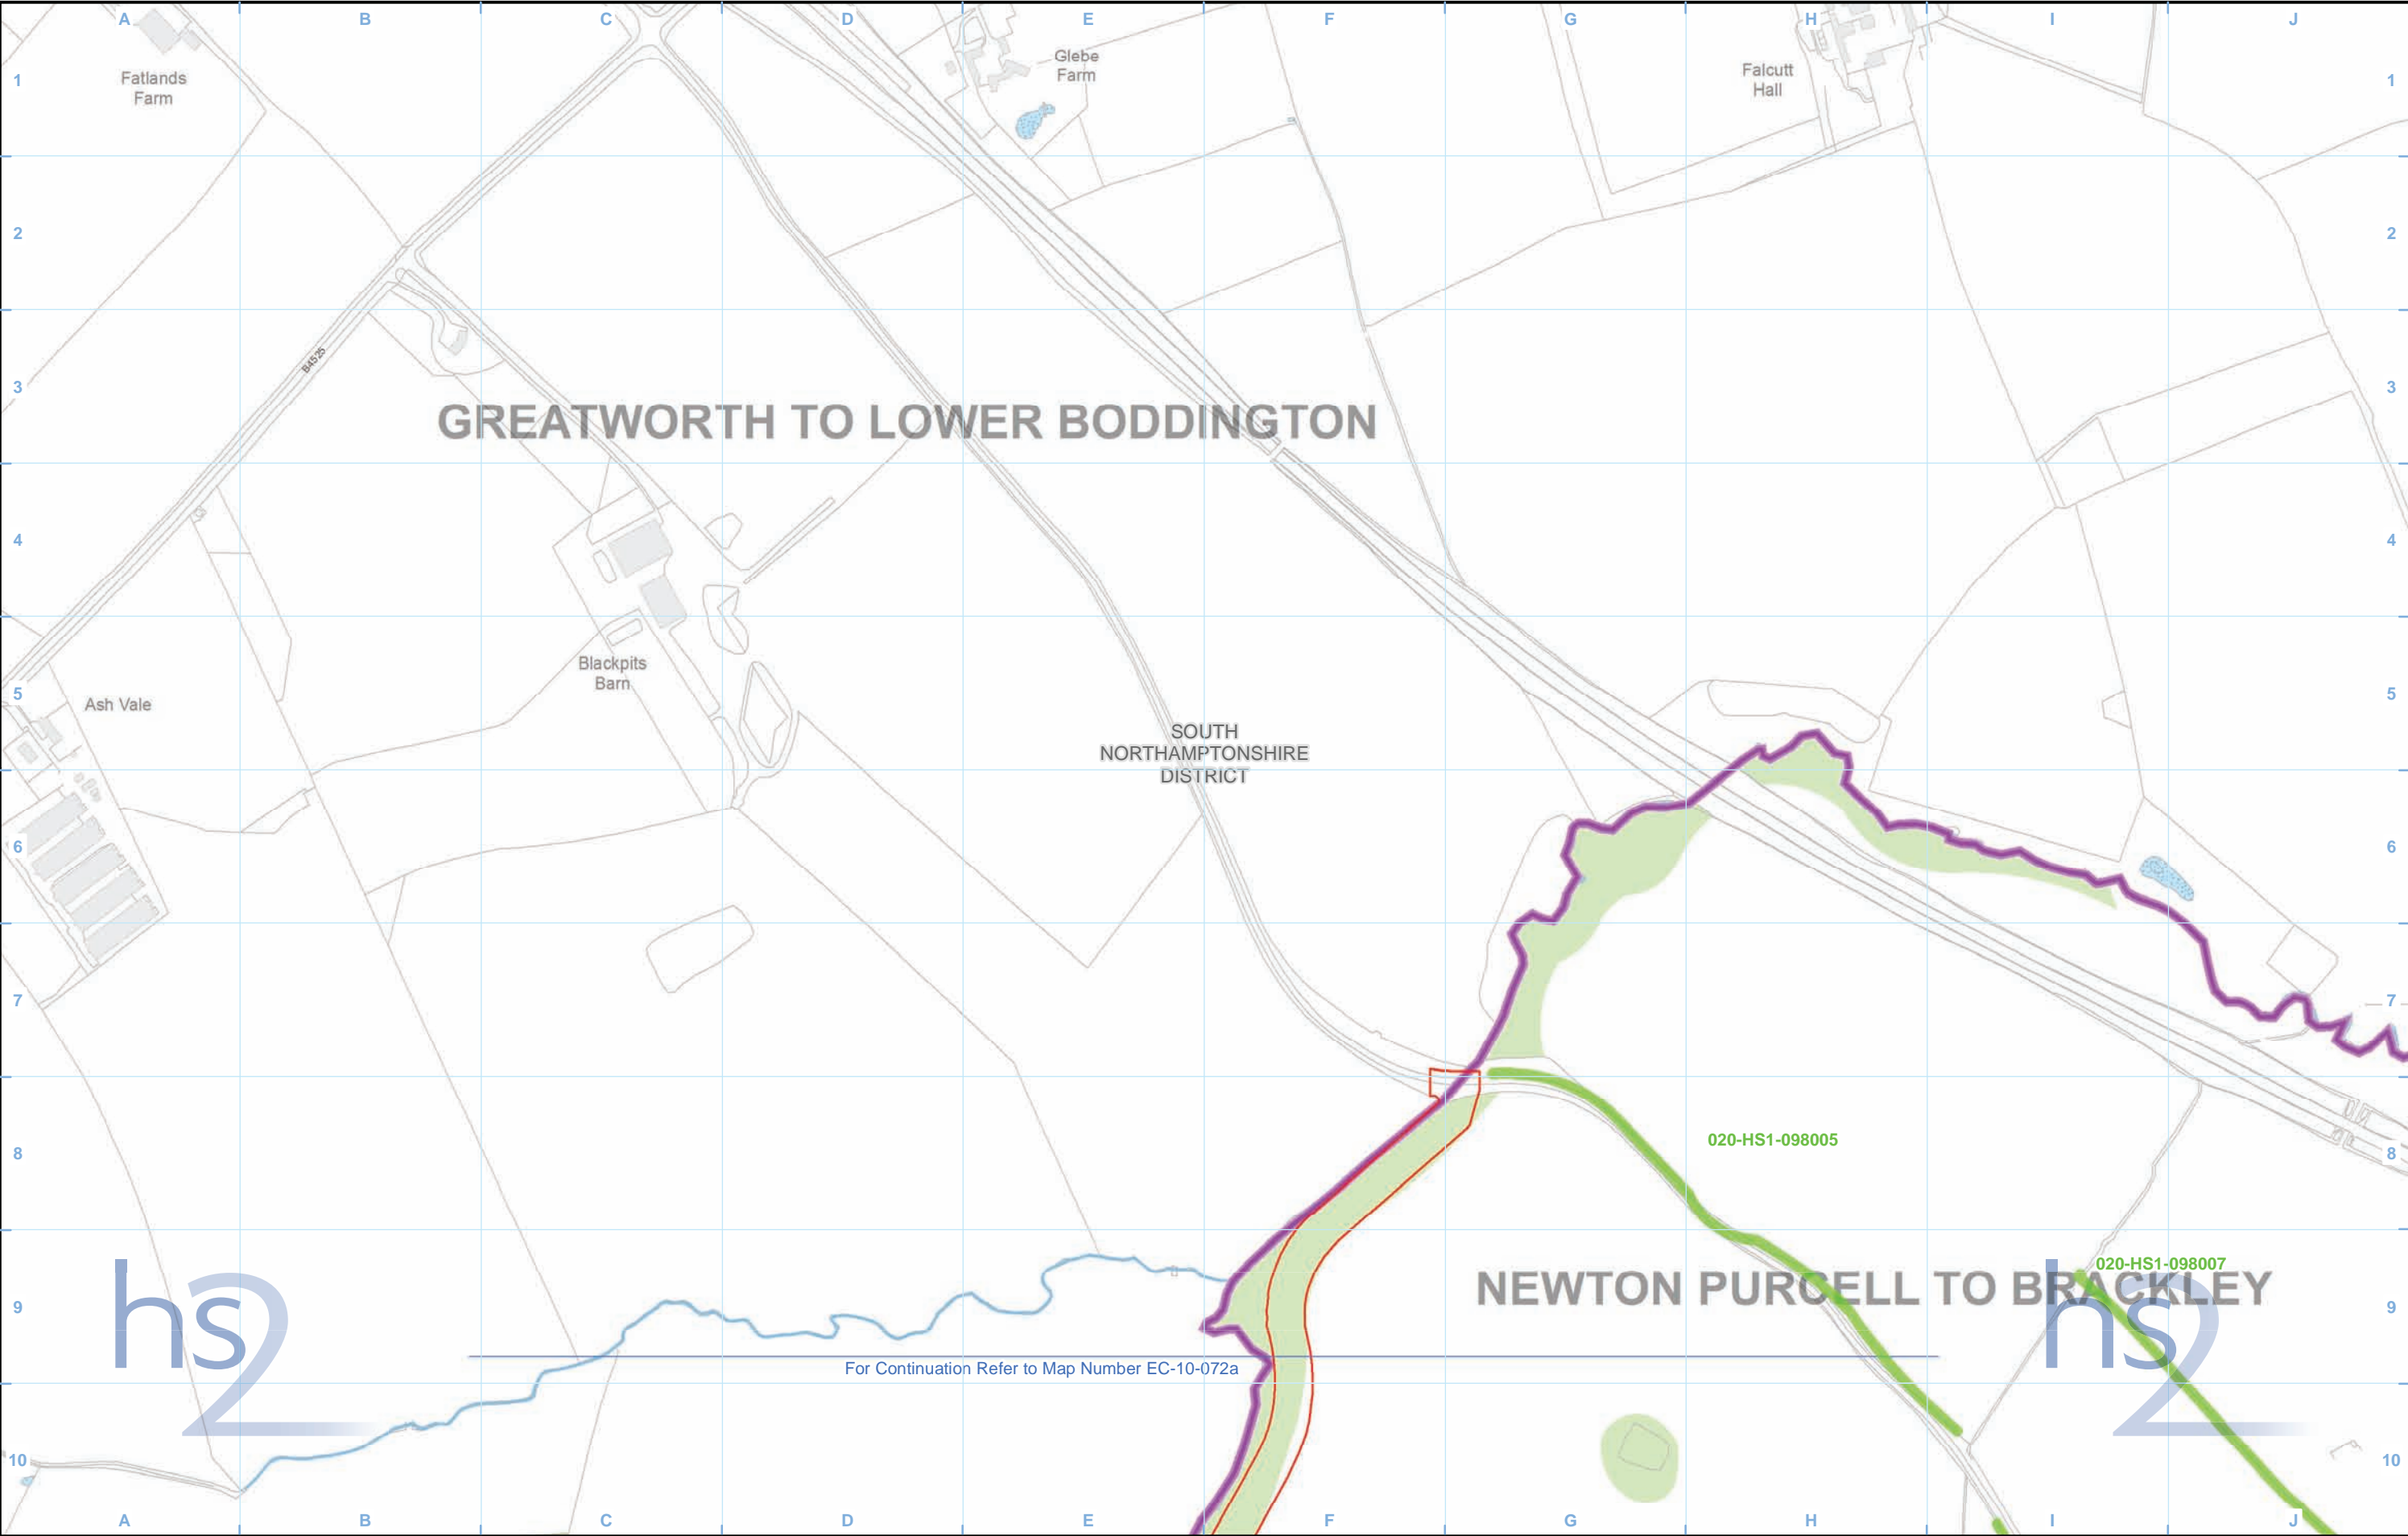 A B C D E F G H I J
1
Fatlands
Farm
Glebe
Farm
Falcutt
Hall
1
2
2
B4525
3
3
GREATWORTH TO LOWER BODDINGTON
4
4
Blackpits
Barn
5
Ash Vale
5
SOUTH
NORTHAMPTONSHIRE
DISTRICT
6
6
7
7
8
020-HS1-098005
8
020-HS1-098007
NEWTON PURCELL TO BRACKLEY
9
9
hs2
hs2
For Continuation Refer to Map Number EC-10-072a
10
10
A B C D E F G H I J